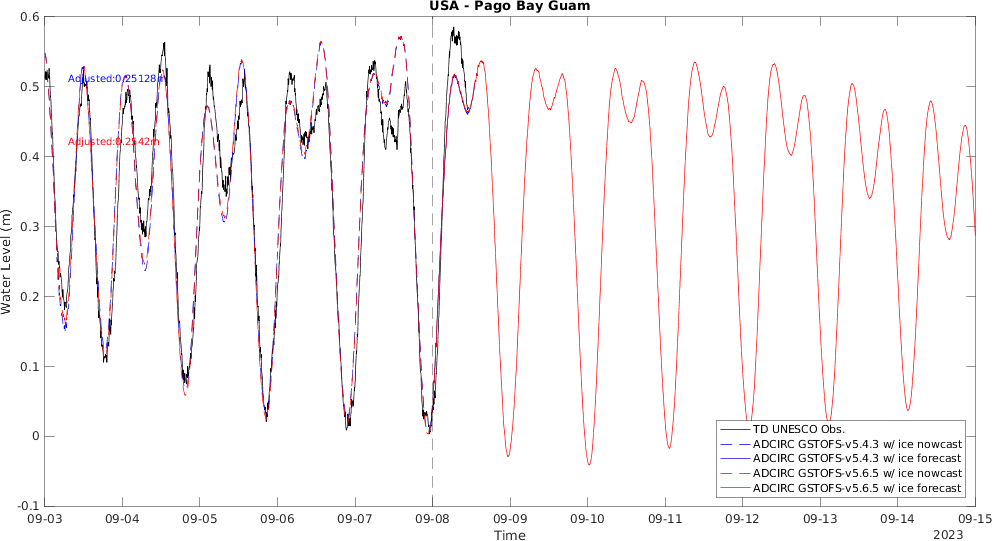 USA - Pago Bay Guam
0.6
0.5
0.4
0.3
0.2
0.1
0
-0.1
Water Level (m)
Adjusted:0.25128m
Adjusted:0.2542m
TD UNESCO Obs.
ADCIRC GSTOFS-v5.4.3 w/ ice nowcast
ADCIRC GSTOFS-v5.4.3 w/ ice forecast
ADCIRC GSTOFS-v5.6.5 w/ ice nowcast
ADCIRC GSTOFS-v5.6.5 w/ ice forecast
09-03 09-04 09-05 09-06 09-07 09-08 09-09 09-10 09-11 09-12 09-13 09-14 09-15
Time
2023